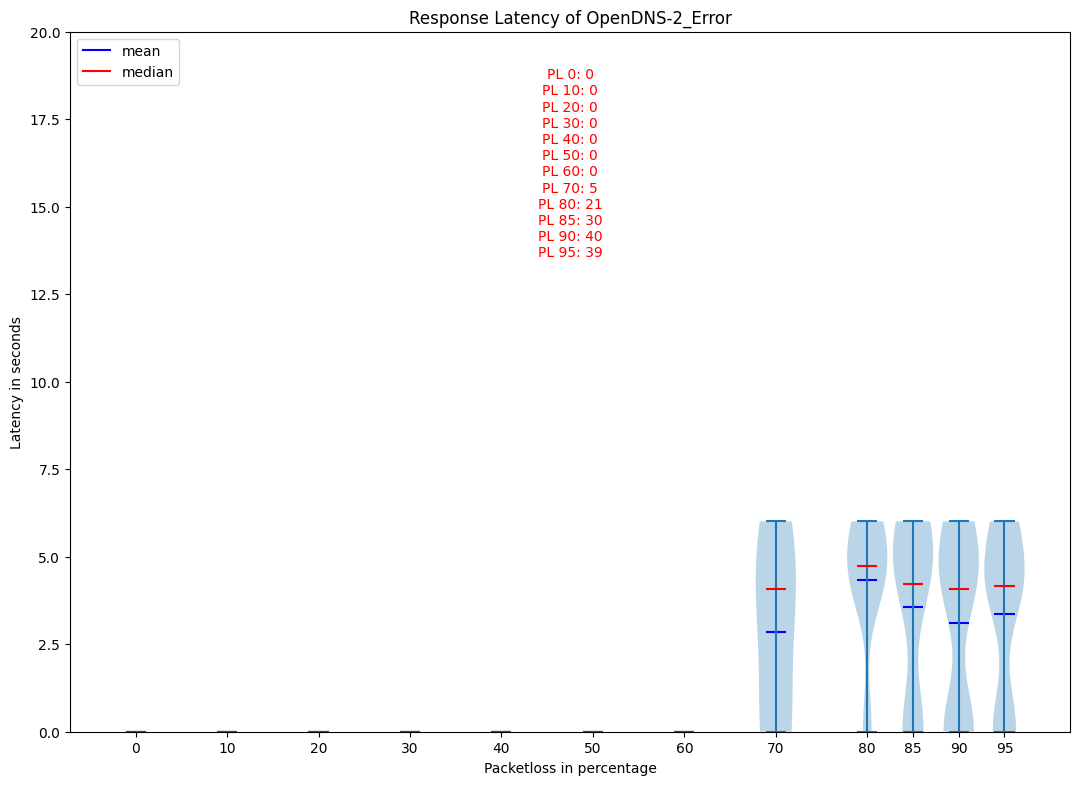 Response Latency of OpenDNS-2_Error
20.0
17.5
15.0
12.5
10.0
7.5
5.0
2.5
0.0
Latency in seconds
mean
median
PL 0: 0
PL 10: 0
PL 20: 0
PL 30: 0
PL 40: 0
PL 50: 0
PL 60: 0
PL 70: 5
PL 80: 21
PL 85: 30
PL 90: 40
PL 95: 39
0 10 20 30 40 50 60 70 80 85 90 95
Packetloss in percentage